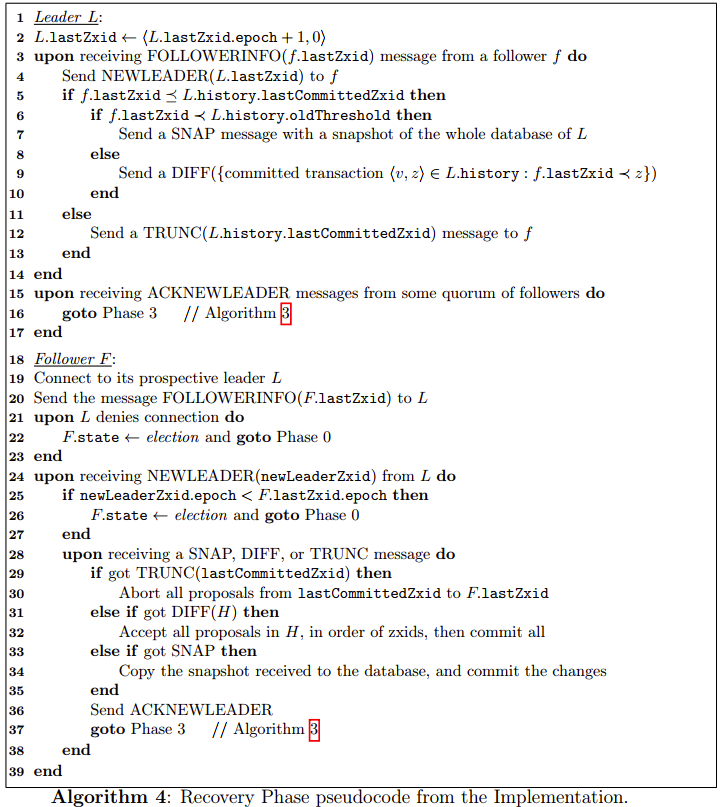 1 Leader L:
2 L.lastZxid ← ⟨L.lastZxid.epoch + 1, 0⟩
3 upon receiving FOLLOWERINFO(f.lastZxid) message from a follower f do
4 Send NEWLEADER(L.lastZxid) to f
5 if f.lastZxid ⪯ L.history.lastCommittedZxid then
6 if f.lastZxid ≺ L.history.oldThreshold then
7 Send a SNAP message with a snapshot of the whole database of L
8 else
9 Send a DIFF({committed transaction ⟨v, z⟩ ∈ L.history : f.lastZxid ≺ z})
10 end
11 else
12 Send a TRUNC(L.history.lastCommittedZxid) message to f
13 end
14 end
15 upon receiving ACKNEWLEADER messages from some quorum of followers do
16 goto Phase 3 // Algorithm 3
17 end
18 Follower F:
19 Connect to its prospective leader L
20 Send the message FOLLOWERINFO(F.lastZxid) to L
21 upon L denies connection do
22 F.state ← election and goto Phase 0
23 end
24 upon receiving NEWLEADER(newLeaderZxid) from L do
25 if newLeaderZxid.epoch < F.lastZxid.epoch then
26 F.state ← election and goto Phase 0
27 end
28 upon receiving a SNAP, DIFF, or TRUNC message do
29 if got TRUNC(lastCommittedZxid) then
30 Abort all proposals from lastCommittedZxid to F.lastZxid
31 else if got DIFF(H) then
32 Accept all proposals in H, in order of zxids, then commit all
33 else if got SNAP then
34 Copy the snapshot received to the database, and commit the changes
35 end
36 Send ACKNEWLEADER
37 goto Phase 3 // Algorithm 3
38 end
39 end
Algorithm 4: Recovery Phase pseudocode from the Implementation.